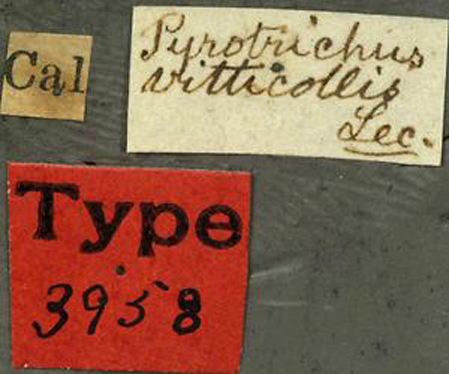 Cal
Pyrotrichus
vitticollis
Lec.
Type
3958